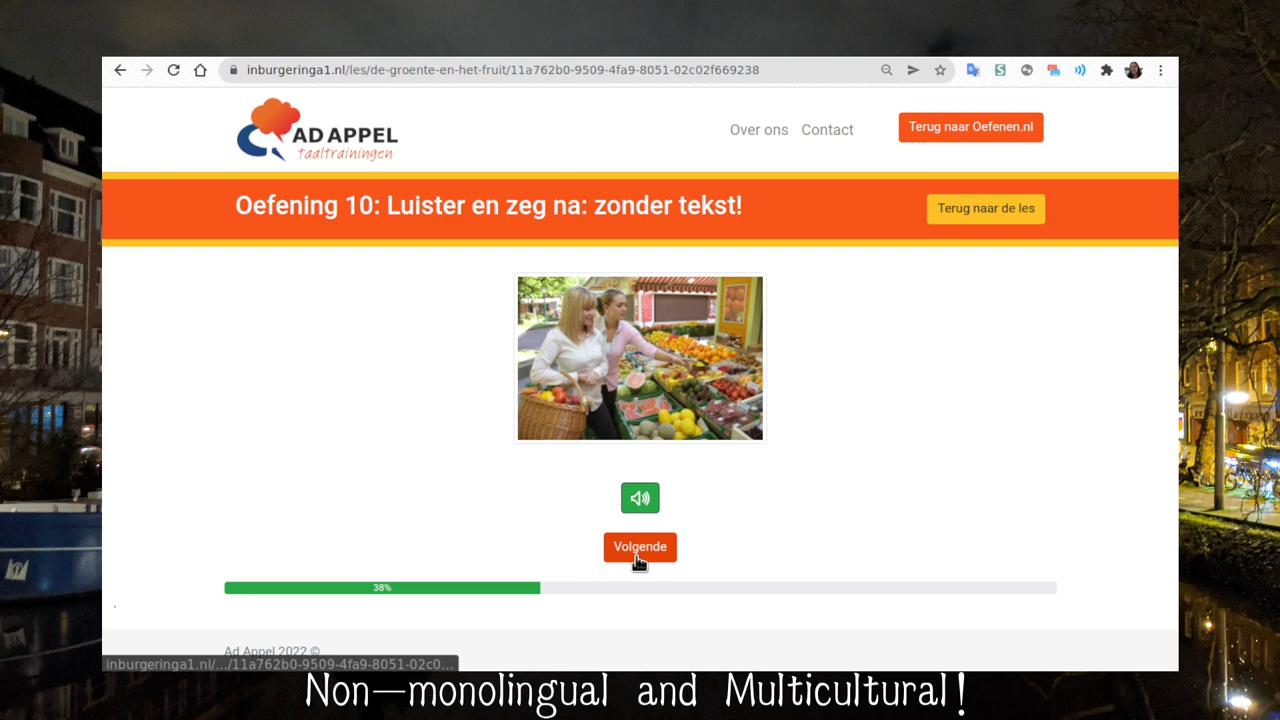 inburgeringa1.nl/les/de-groente-en-het-fruit/11a762b0-9509-4fa9-8051-02c02f669238
AD APPEL
taaltrainingen
Over ons
Contact
Terug naar Oefenen.nl
Oefening 10: Luister en zeg na: zonder tekst!
Terug naar de les
Volgende
38%
Ad Appel 2022 ©
inburgeringa1.nl/.../11a762b0-9509-4fa9-8051-02c0...
Non-monolingual and Multicultural!